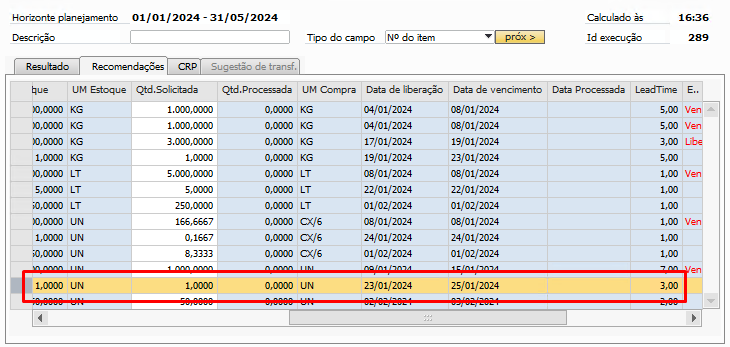 Horizonte planejamento 01/01/2024 - 31/05/2024 Calculado às 16:36
Descrição Tipo do campo Nº do item próx > Id execução 289
Resultado Recomendações CRP Sugestão de transf.
que UM Estoque Qtd.Solicitada Qtd.Processada UM Compra Data de liberação Data de vencimento Data Processada LeadTime E..
00,0000 KG 1.000,0000 0,0000 KG 04/01/2024 08/01/2024 5,00 Ven
00,0000 KG 1.000,0000 0,0000 KG 04/01/2024 08/01/2024 5,00 Ven
00,0000 KG 3.000,0000 0,0000 KG 17/01/2024 19/01/2024 3,00 Libe
1,0000 KG 1,0000 0,0000 KG 19/01/2024 23/01/2024 5,00
00,0000 LT 5.000,0000 0,0000 LT 08/01/2024 08/01/2024 1,00 Ven
5,0000 LT 5,0000 0,0000 LT 22/01/2024 22/01/2024 1,00
50,0000 LT 250,0000 0,0000 LT 01/02/2024 01/02/2024 1,00
00,0000 UN 166,6667 0,0000 CX/6 08/01/2024 08/01/2024 1,00 Ven
1,0000 UN 0,1667 0,0000 CX/6 24/01/2024 24/01/2024 1,00
50,0000 UN 8,3333 0,0000 CX/6 01/02/2024 01/02/2024 1,00
00,0000 UN 1.000,0000 0,0000 UN 09/01/2024 15/01/2024 7,00 Ven
1,0000 UN 1,0000 0,0000 UN 23/01/2024 25/01/2024 3,00
50,0000 UN 50,0000 0,0000 UN 02/02/2024 03/02/2024 2,00